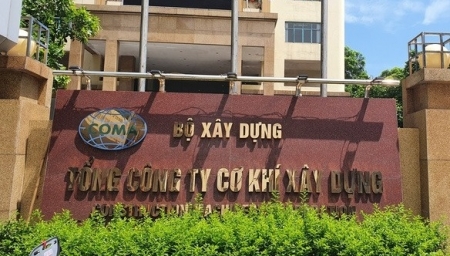 COMA
BỘ XÂY DỰNG
TỔNG CÔNG TY CƠ KHÍ XÂY DỰNG